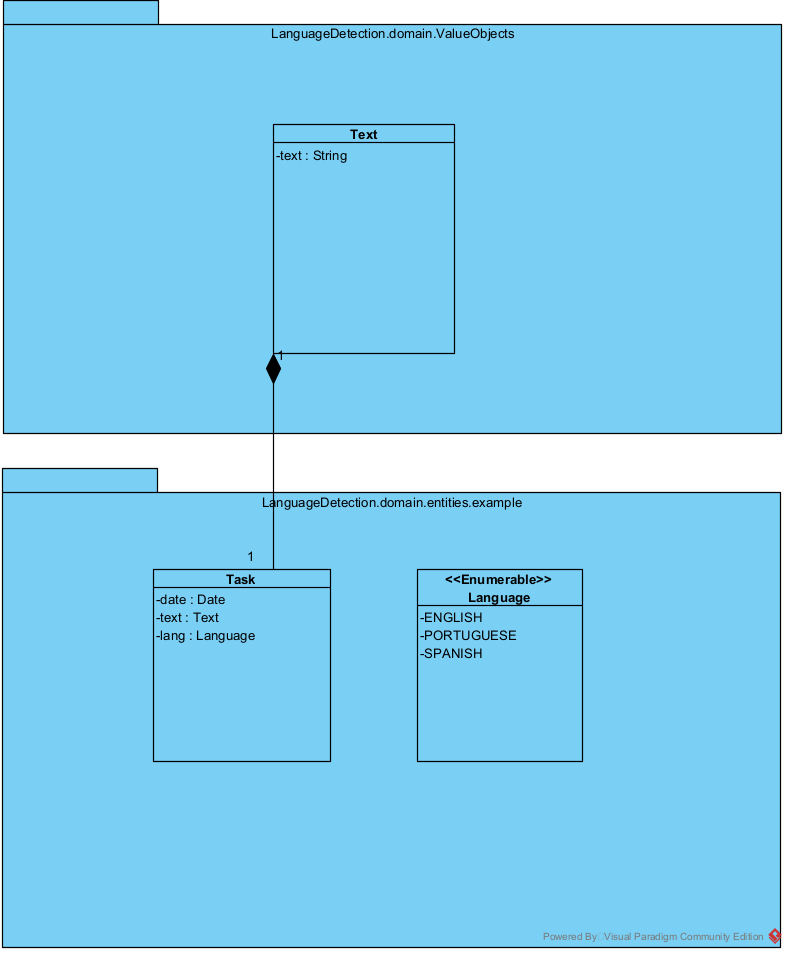 LanguageDetection.domain.ValueObjects
Text
-text : String
1
LanguageDetection.domain.entities.example
1
Task
-date : Date
-text : Text
-lang : Language
<<Enumerable>>
Language
-ENGLISH
-PORTUGUESE
-SPANISH
Powered By Visual Paradigm Community Edition